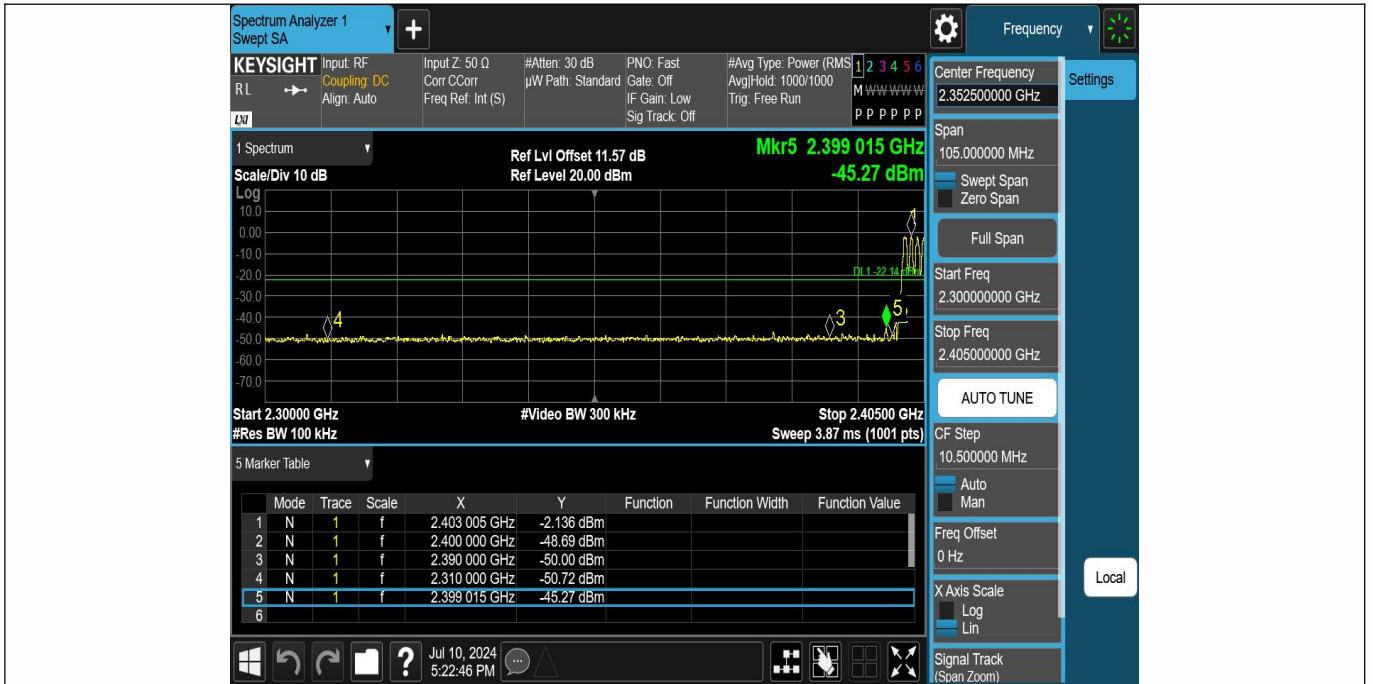 Spectrum Analyzer 1
Swept SA
+
Frequency
KEYSIGHT
RL
LXI
Input: RF
Coupling: DC
Align: Auto
Input Z: 50 Ω
Corr CCorr
Freq Ref: Int (S)
#Atten: 30 dB
µW Path: Standard
PNO: Fast
Gate: Off
IF Gain: Low
Sig Track: Off
#Avg Type: Power (RMS
Avg|Hold: 1000/1000
Trig: Free Run
1 2 3 4 5 6
M W W W W W
P P P P P P
1 Spectrum
Scale/Div 10 dB
Ref Lvl Offset 11.57 dB
Ref Level 20.00 dBm
Mkr5 2.399 015 GHz
-45.27 dBm
Log
10.0
0.00
-10.0
-20.0
-30.0
-40.0
-50.0
-60.0
-70.0
1
DL1 -22.14 dBm
4
3
5
Start 2.30000 GHz
#Res BW 100 kHz
#Video BW 300 kHz
Stop 2.40500 GHz
Sweep 3.87 ms (1001 pts)
5 Marker Table
Mode Trace Scale X Y Function Function Width Function Value
1 N 1 f 2.403 005 GHz -2.136 dBm
2 N 1 f 2.400 000 GHz -48.69 dBm
3 N 1 f 2.390 000 GHz -50.00 dBm
4 N 1 f 2.310 000 GHz -50.72 dBm
5 N 1 f 2.399 015 GHz -45.27 dBm
6
Center Frequency
2.352500000 GHz
Settings
Span
105.000000 MHz
Swept Span
Zero Span
Full Span
Start Freq
2.300000000 GHz
Stop Freq
2.405000000 GHz
AUTO TUNE
CF Step
10.500000 MHz
Auto
Man
Freq Offset
0 Hz
X Axis Scale
Log
Lin
Local
Signal Track
(Span Zoom)
?
Jul 10, 2024
5:22:46 PM